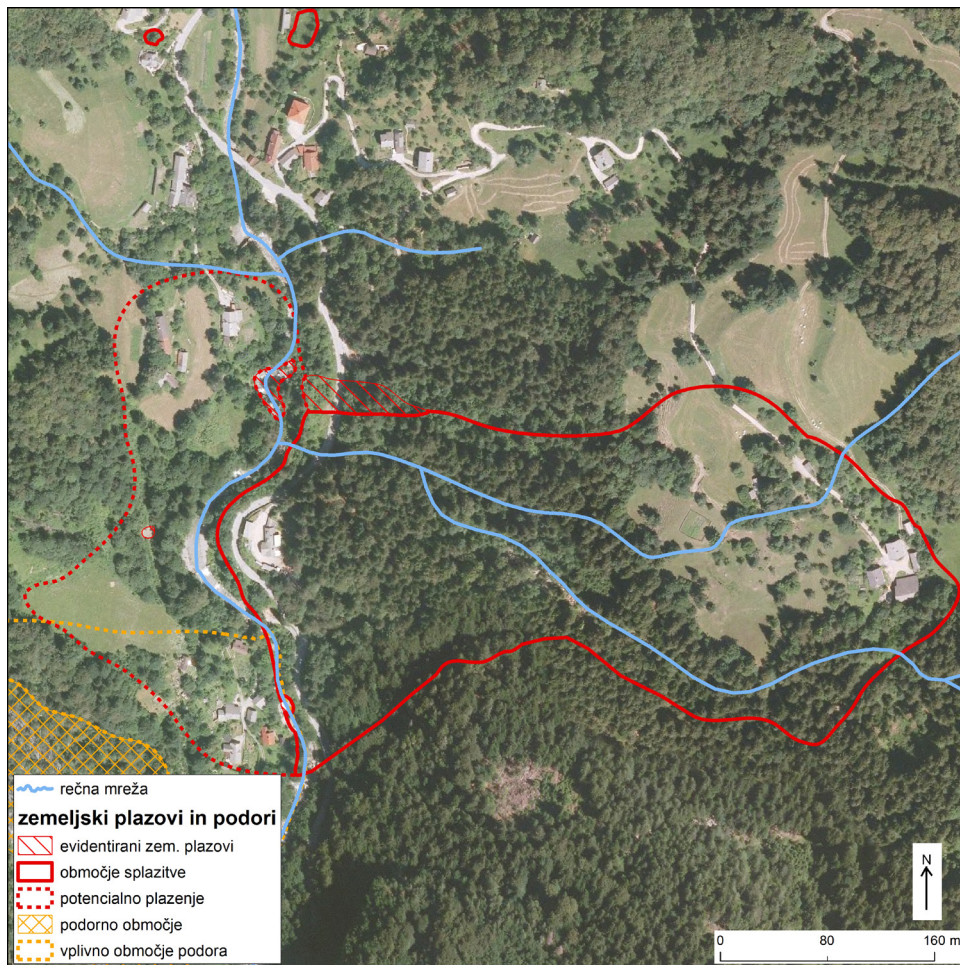 rečna mreža
zemeljski plazovi in podori
evidentirani zem. plazovi
območje splazitve
potencialno plazenje
podorno območje
vplivno območje podora
N
0 80 160 m